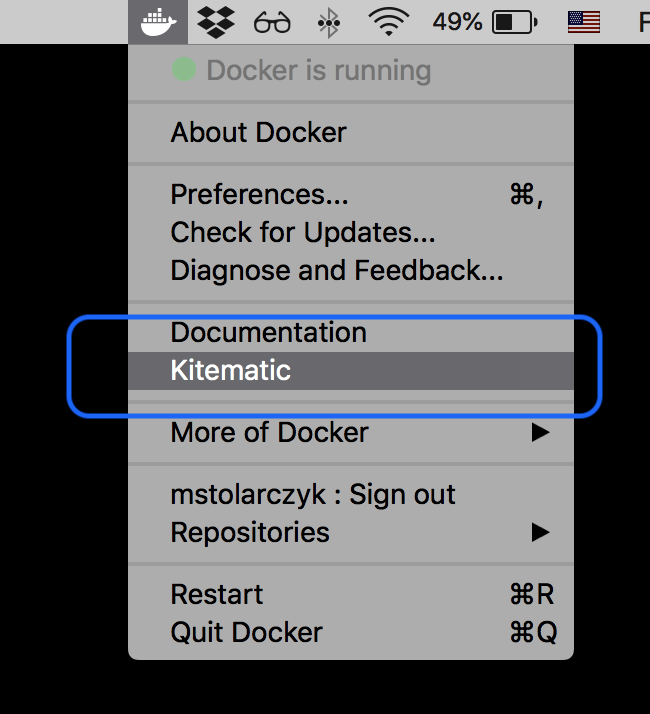 49% F
Docker is running
About Docker
Preferences... ⌘,
Check for Updates...
Diagnose and Feedback...
Documentation
Kitematic
More of Docker ▶
mstolarczyk : Sign out
Repositories ▶
Restart ⌘R
Quit Docker ⌘Q